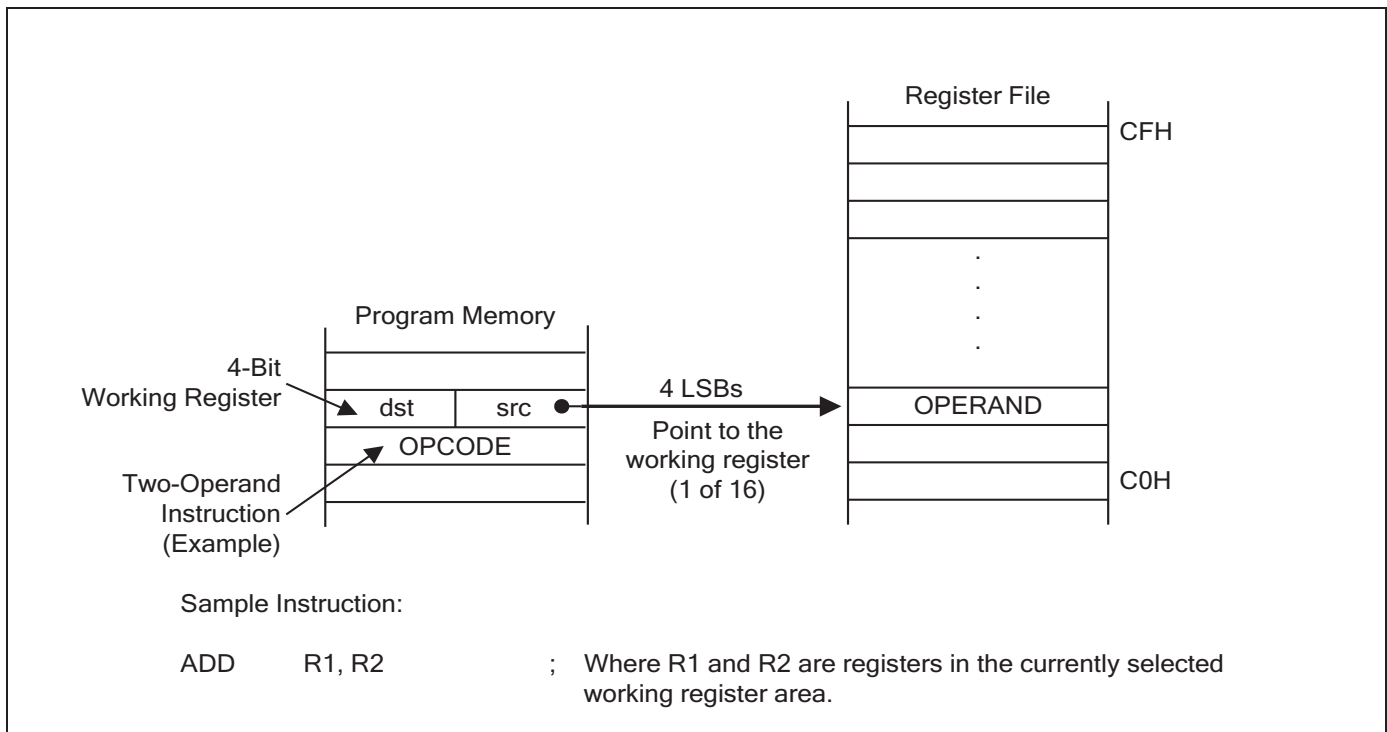 Register File
CFH
Program Memory
4-Bit
Working Register
dst
src
4 LSBs
OPERAND
OPCODE
Point to the
working register
(1 of 16)
C0H
Two-Operand
Instruction
(Example)
Sample Instruction:
ADD R1, R2 ; Where R1 and R2 are registers in the currently selected
working register area.